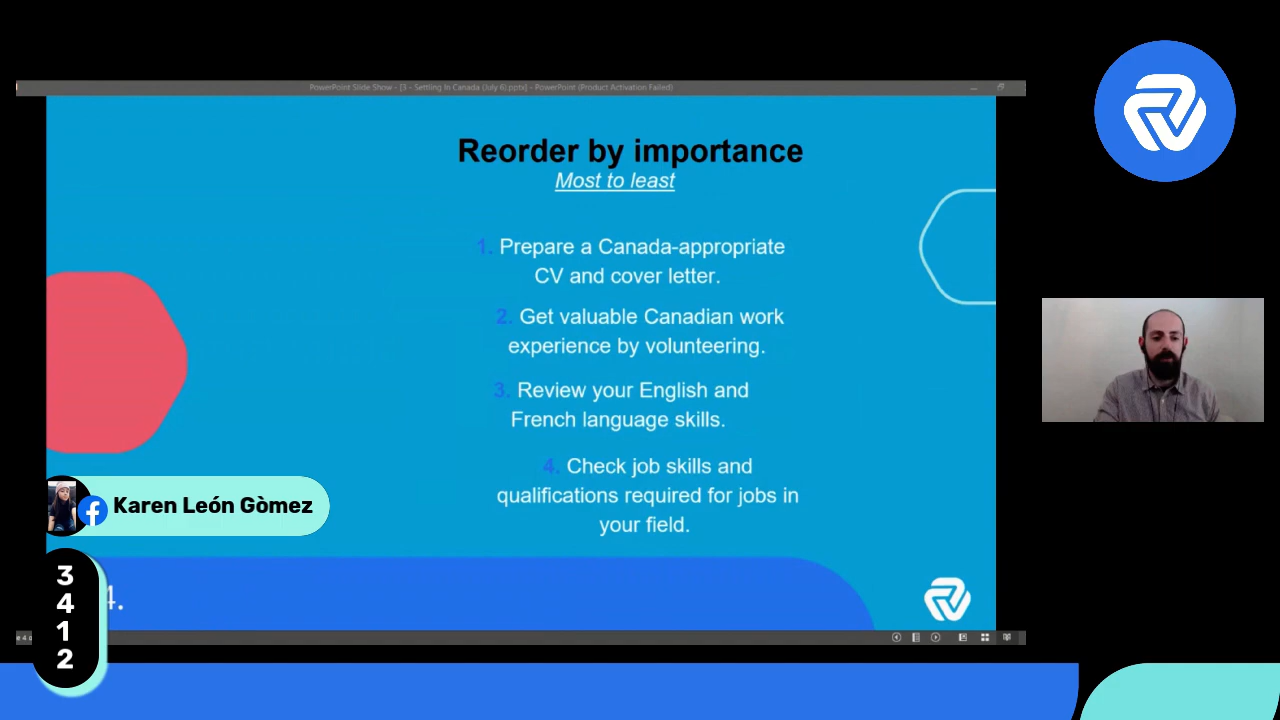 PowerPoint Slide Show - [3 - Settling In Canada (July 6).pptx] - PowerPoint (Product Activation Failed)
Reorder by importance
Most to least
1. Prepare a Canada-appropriate
CV and cover letter.
2. Get valuable Canadian work
experience by volunteering.
3. Review your English and
French language skills.
4. Check job skills and
qualifications required for jobs in
your field.
Karen León Gòmez
3
4
1
2
4.